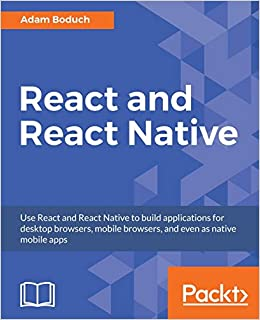 Adam Boduch
React and
React Native
Use React and React Native to build applications for
desktop browsers, mobile browsers, and even as native
mobile apps
Packt>